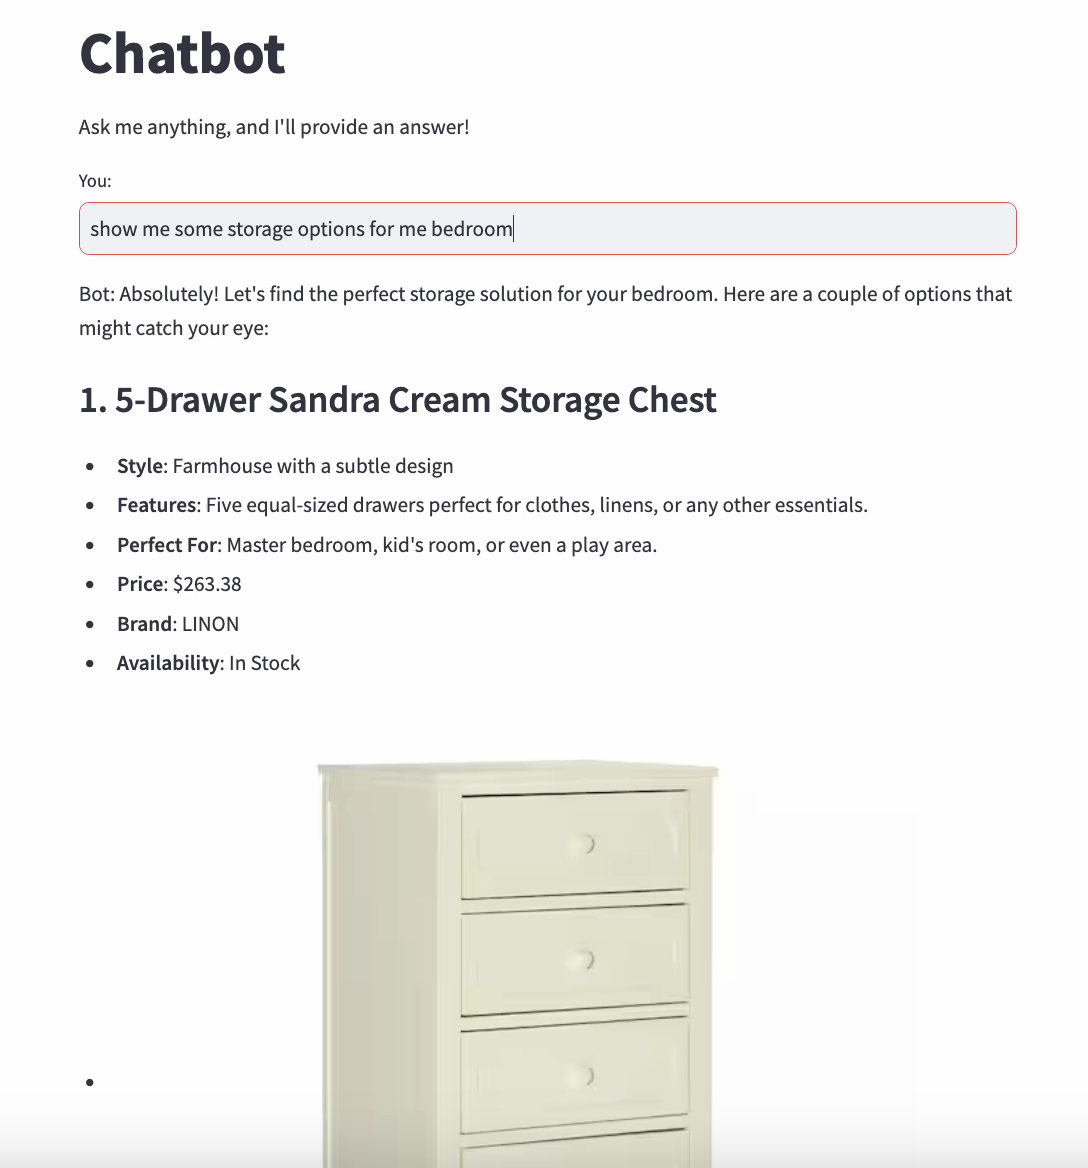 Chatbot
Ask me anything, and I'll provide an answer!
You:
show me some storage options for me bedroom
Bot: Absolutely! Let's find the perfect storage solution for your bedroom. Here are a couple of options that
might catch your eye:
1. 5-Drawer Sandra Cream Storage Chest
• Style: Farmhouse with a subtle design
• Features: Five equal-sized drawers perfect for clothes, linens, or any other essentials.
• Perfect For: Master bedroom, kid's room, or even a play area.
• Price: $263.38
• Brand: LINON
• Availability: In Stock
•